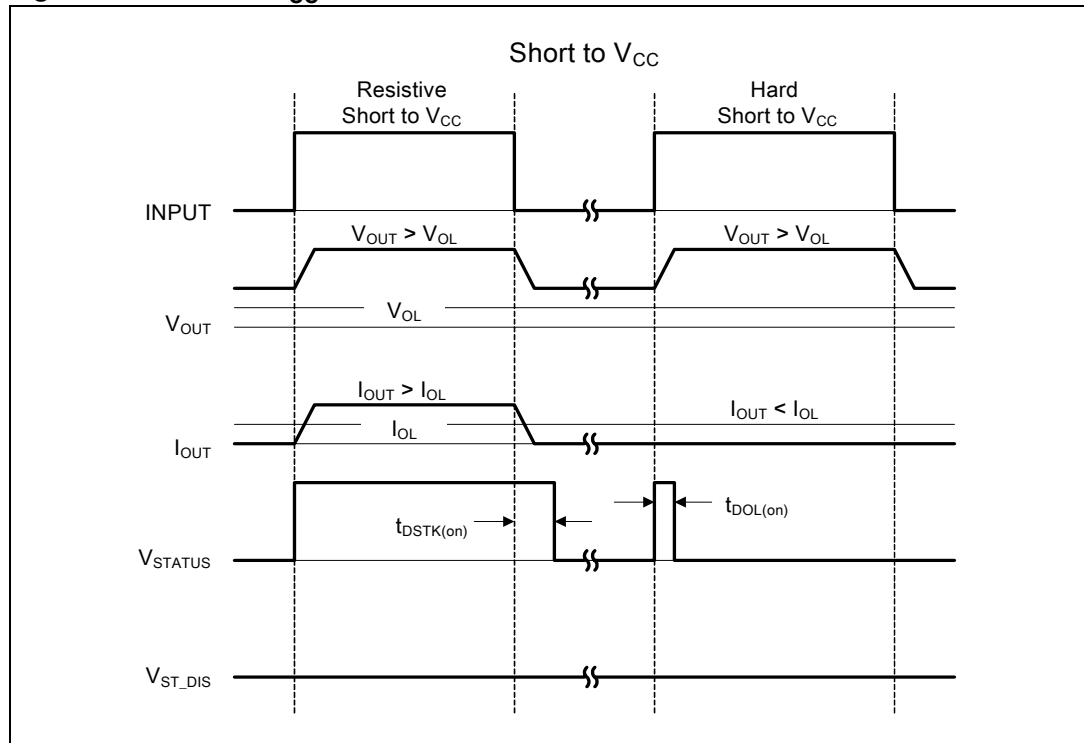 Short to VCC
Resistive
Short to VCC
Hard
Short to VCC
INPUT
VOUT > VOL
VOUT > VOL
VOL
VOUT
IOUT > IOL
IOUT < IOL
IOL
IOUT
tDSTK(on)
tDOL(on)
VSTATUS
VST_DIS